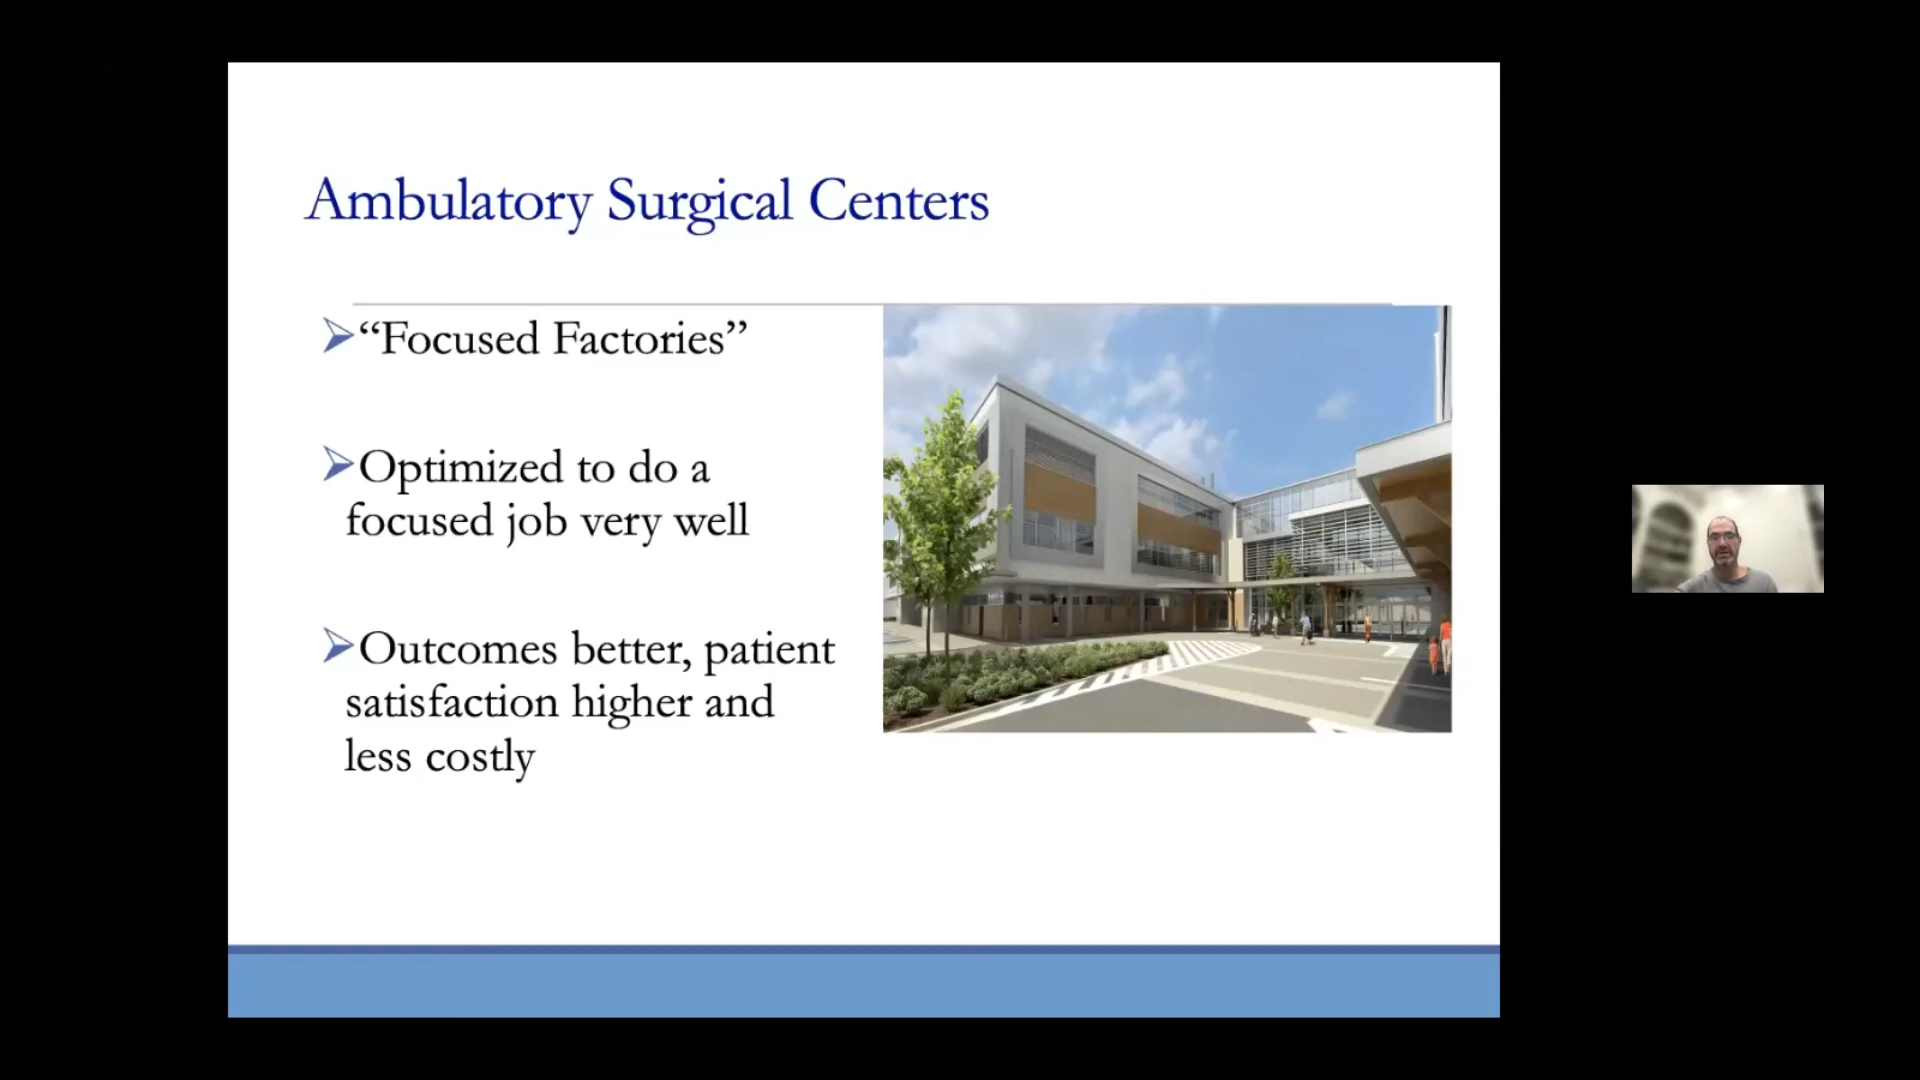 Ambulatory Surgical Centers
“Focused Factories”
Optimized to do a
focused job very well
Outcomes better, patient
satisfaction higher and
less costly